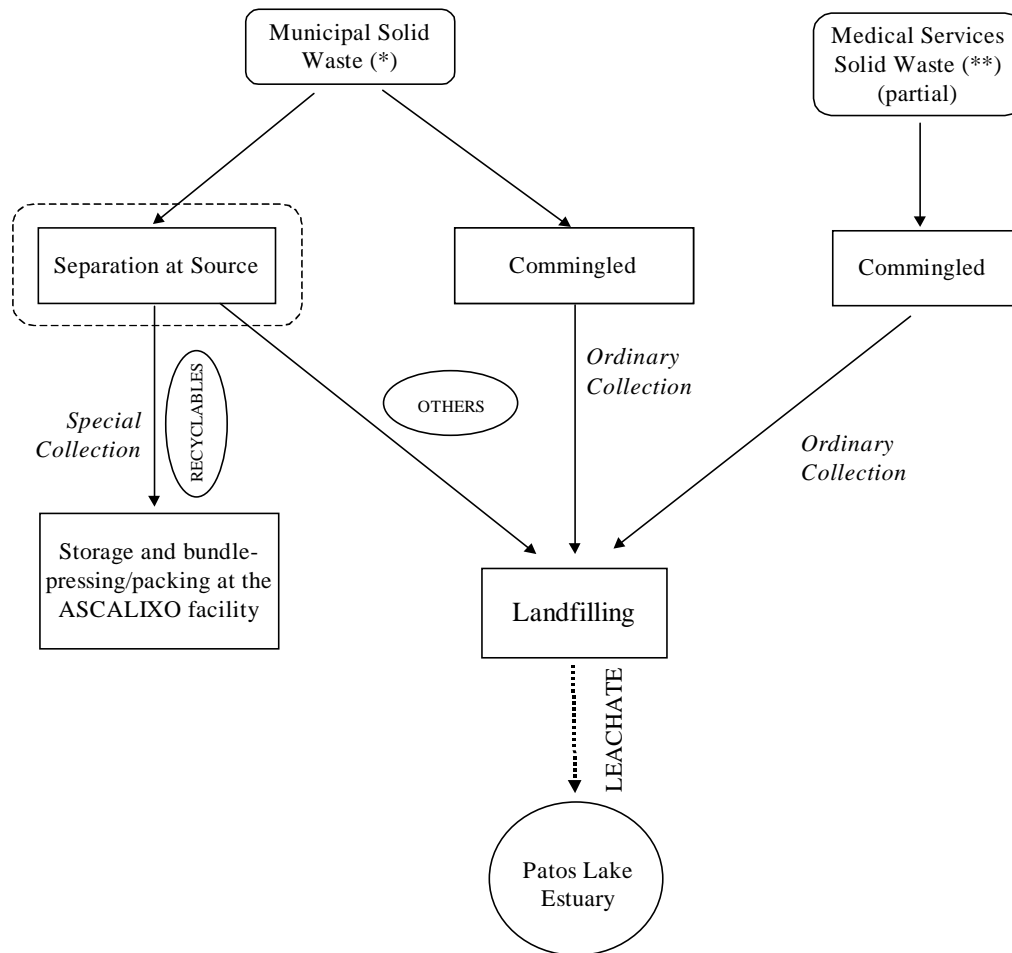 Municipal Solid
Waste (*)
Medical Services
Solid Waste (**)
(partial)
Separation at Source
Commingled
Commingled
Special
Collection
RECYCLABLES
OTHERS
Ordinary
Collection
Ordinary
Collection
Storage and bundle-
pressing/packing at the
ASCALIXO facility
Landfilling
LEACHATE
Patos Lake
Estuary